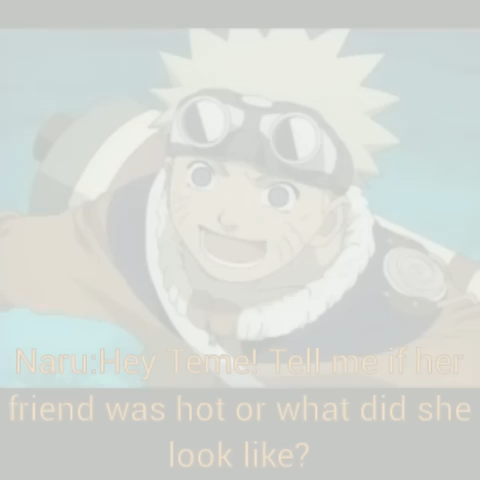 Naru:Hey Teme! Tell me if her
friend was hot or what did she
look like?